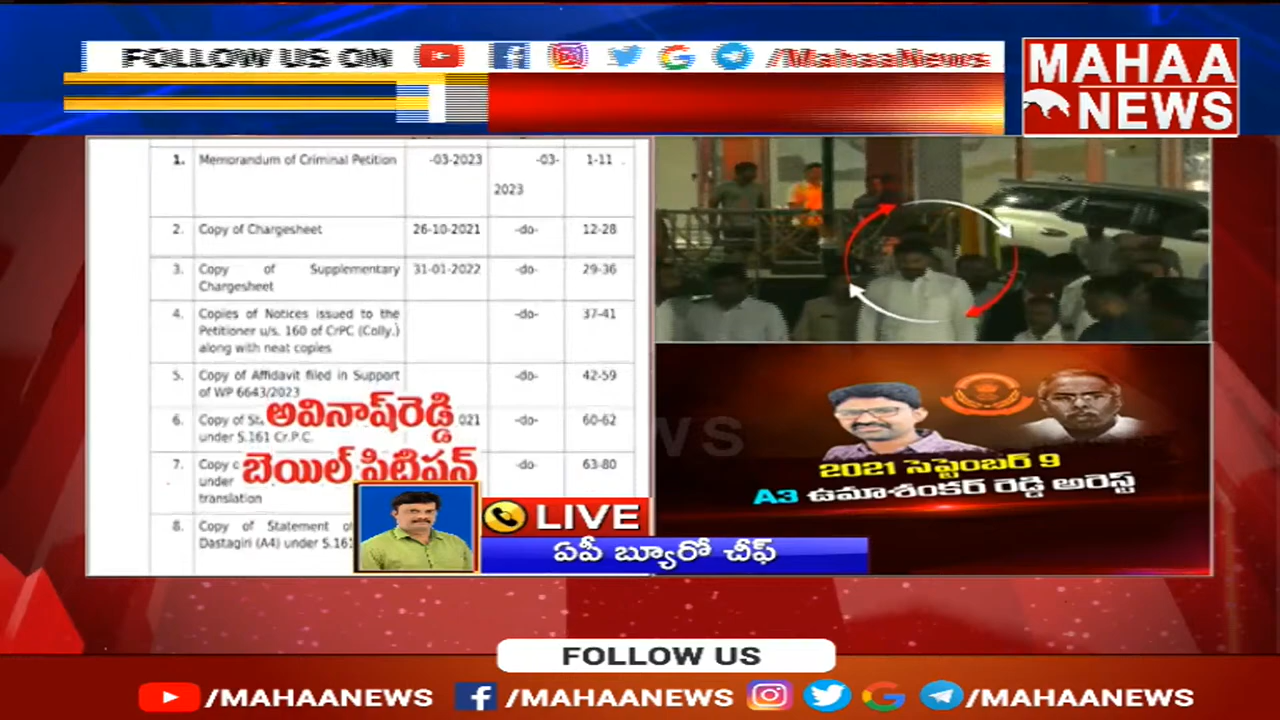 FOLLOW US ON /MahaaNews
MAHAA
NEWS
1. Memorandum of Criminal Petition -03-2023 -03- 1-11
2023
2. Copy of Chargesheet 26-10-2021 -do- 12-28
3. Copy of Supplementary 31-01-2022 -do- 29-36
Chargesheet
4. Copies of Notices issued to the -do- 37-41
Petitioner u/s. 160 of CrPC (Colly.)
along with neat copies
5. Copy of Affidavit filed in Support -do- 42-59
of WP 6643/2023
6. Copy of 021 -do- 60-62
under S.161 Cr.P.C.
7. Copy -do- 63-80
under
translation
8. Copy of Statement of
Dastagiri (A4) under S.161
అవినాష్‌రెడ్డి
బెయిల్ పిటిషన్
LIVE
ఏపీ బ్యూరో చీఫ్
2021 సెప్టెంబర్ 9
A3 ఉమాశంకర్ రెడ్డి అరెస్ట్
FOLLOW US
/MAHAANEWS /MAHAANEWS /MAHAANEWS